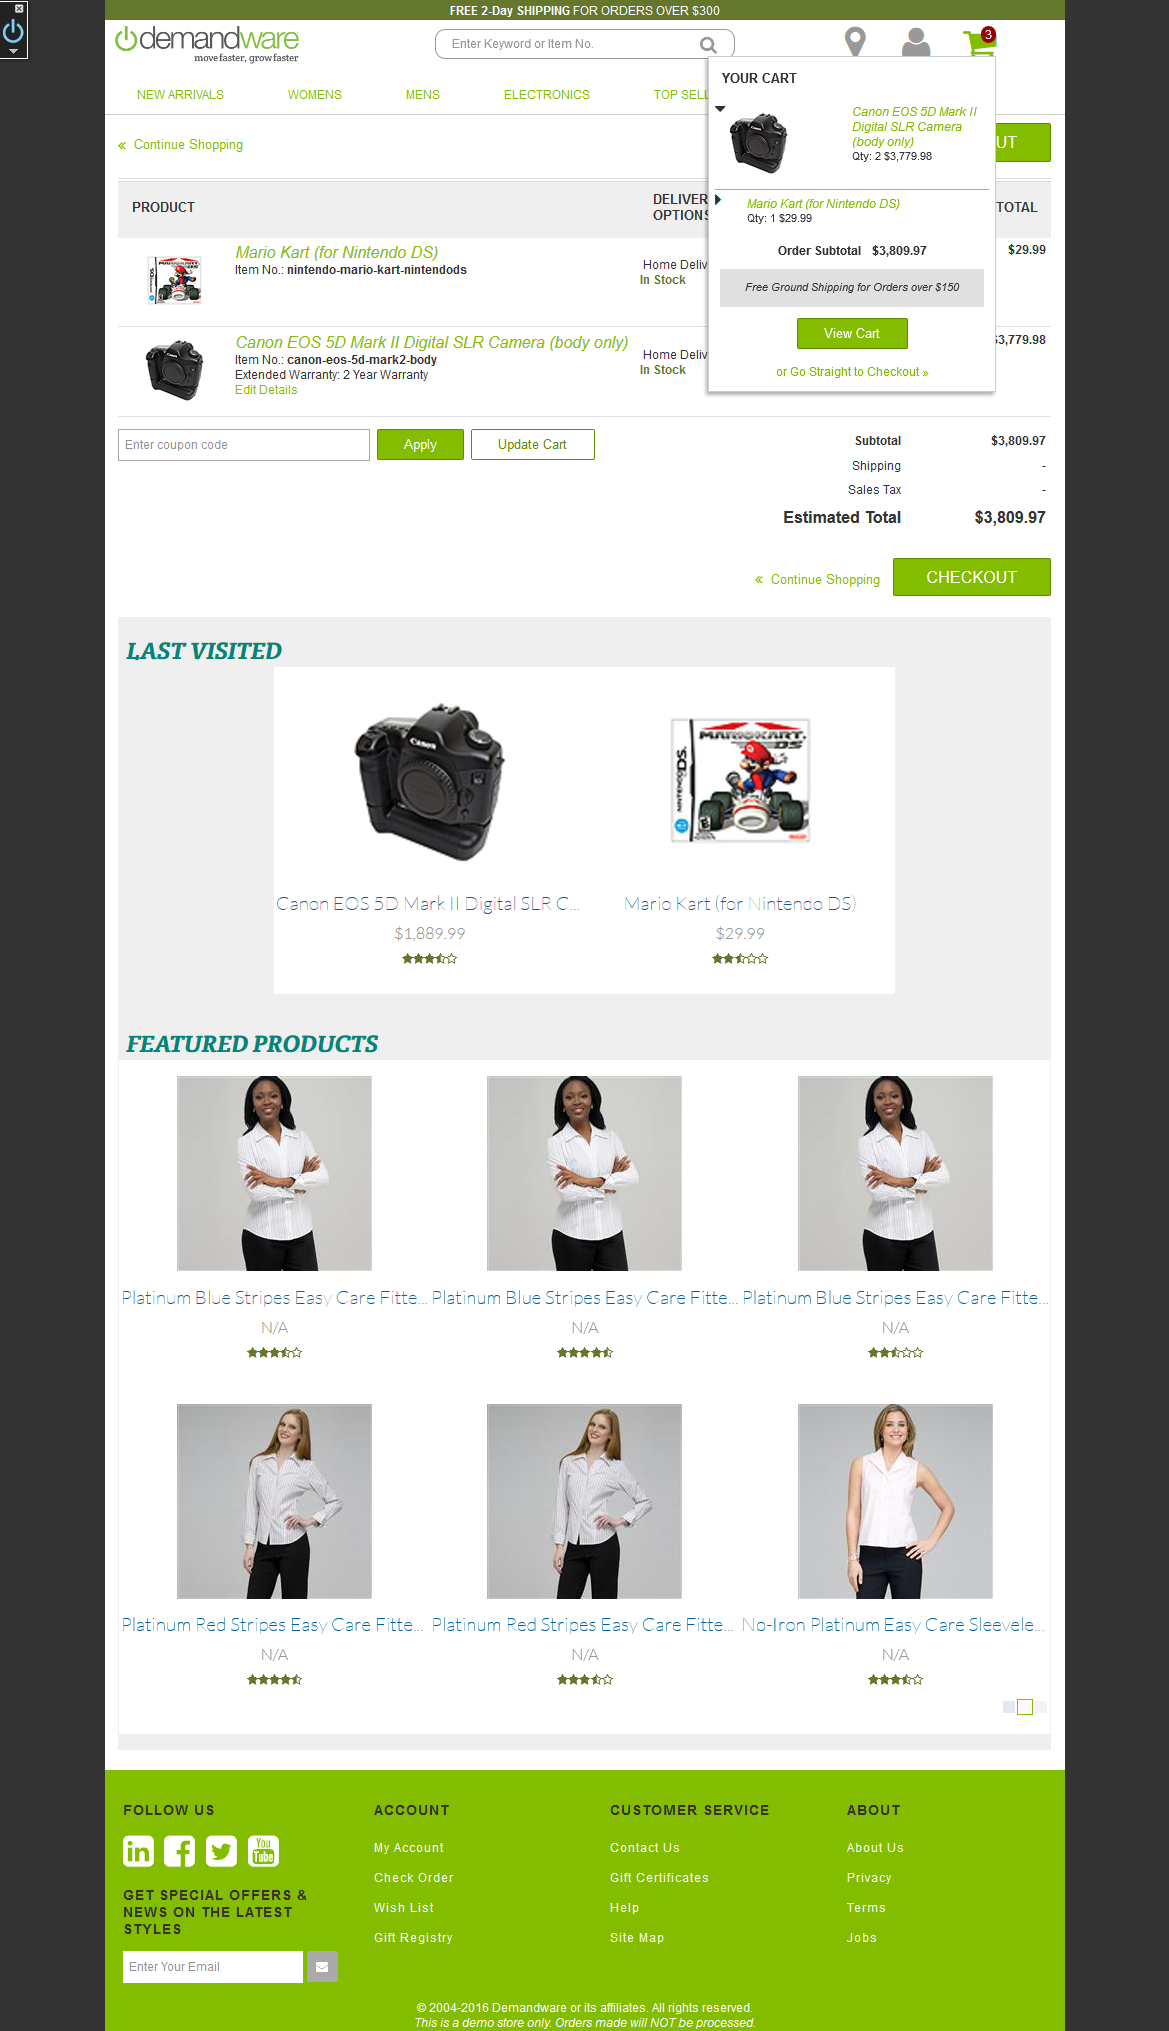 FREE 2-Day SHIPPING FOR ORDERS OVER $300
demandware
move faster, grow faster
Enter Keyword or Item No.
3
NEW ARRIVALS
WOMENS
MENS
ELECTRONICS
TOP SELL
YOUR CART
Canon EOS 5D Mark II
Digital SLR Camera
(body only)
Qty: 2 $3,779.98
Mario Kart (for Nintendo DS)
Qty: 1 $29.99
Order Subtotal $3,809.97
Free Ground Shipping for Orders over $150
View Cart
or Go Straight to Checkout »
« Continue Shopping
UT
PRODUCT
DELIVER
OPTIONS
TOTAL
Mario Kart (for Nintendo DS)
Item No.: nintendo-mario-kart-nintendods
Home Deliv
In Stock
$29.99
Canon EOS 5D Mark II Digital SLR Camera (body only)
Item No.: canon-eos-5d-mark2-body
Extended Warranty: 2 Year Warranty
Edit Details
Home Deliv
In Stock
$3,779.98
Enter coupon code
Apply
Update Cart
Subtotal $3,809.97
Shipping -
Sales Tax -
Estimated Total $3,809.97
« Continue Shopping
CHECKOUT
LAST VISITED
Canon
MARIOKART
DS
NINTENDO DS
Canon EOS 5D Mark II Digital SLR C...
$1,889.99
Mario Kart (for Nintendo DS)
$29.99
FEATURED PRODUCTS
Platinum Blue Stripes Easy Care Fitte...
N/A
Platinum Blue Stripes Easy Care Fitte...
N/A
Platinum Blue Stripes Easy Care Fitte...
N/A
Platinum Red Stripes Easy Care Fitte...
N/A
Platinum Red Stripes Easy Care Fitte...
N/A
No-Iron Platinum Easy Care Sleevele...
N/A
FOLLOW US
in
You
Tube
GET SPECIAL OFFERS &
NEWS ON THE LATEST
STYLES
Enter Your Email
ACCOUNT
My Account
Check Order
Wish List
Gift Registry
CUSTOMER SERVICE
Contact Us
Gift Certificates
Help
Site Map
ABOUT
About Us
Privacy
Terms
Jobs
© 2004-2016 Demandware or its affiliates. All rights reserved.
This is a demo store only. Orders made will NOT be processed.